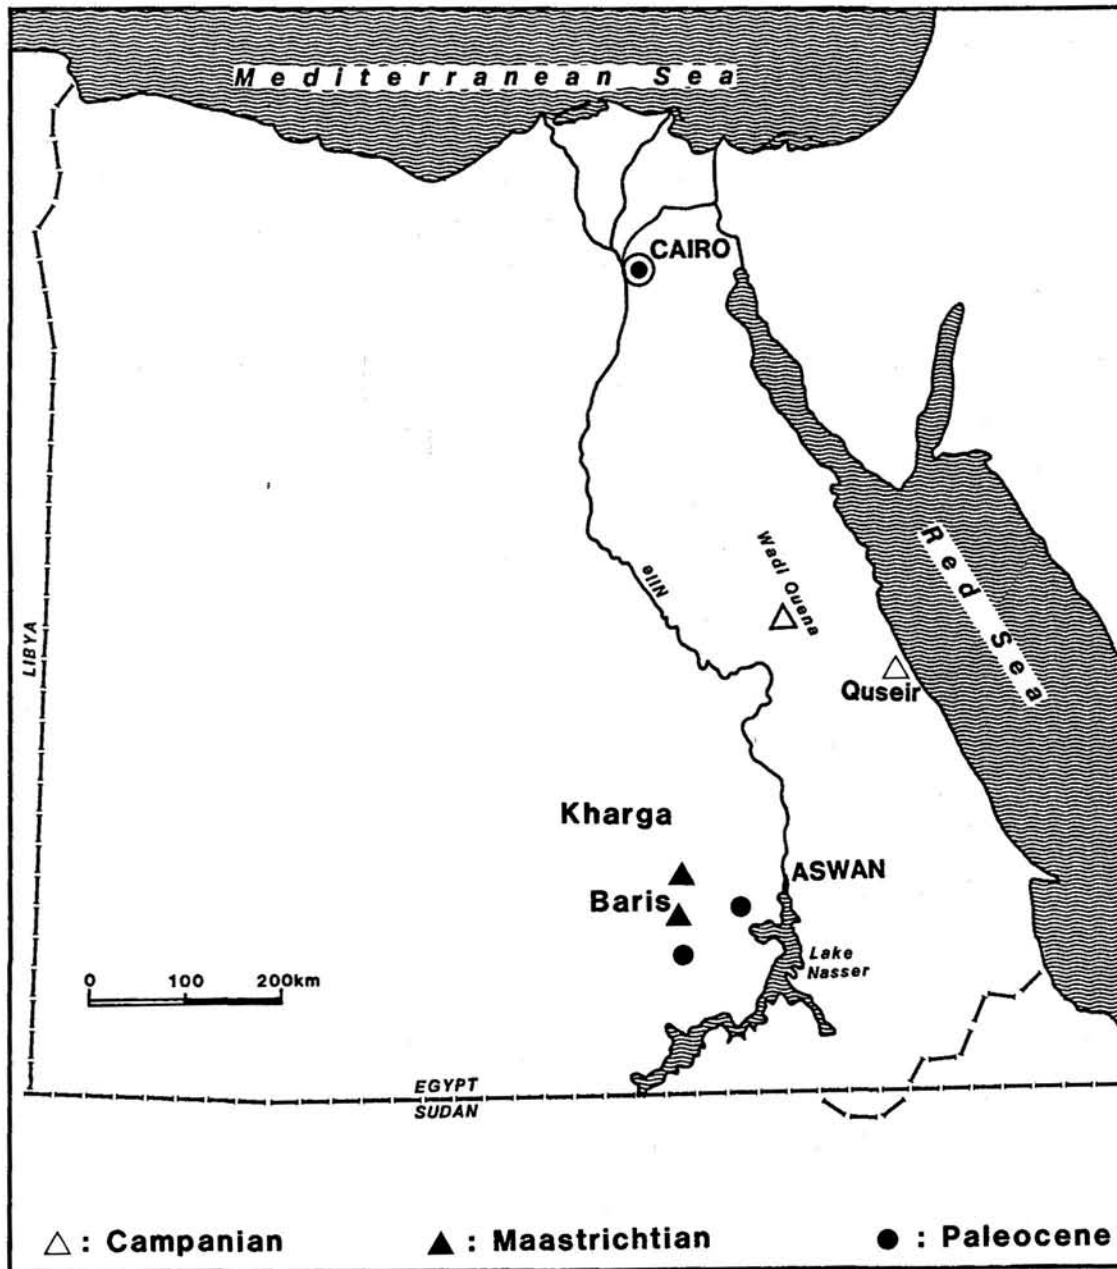 Mediterranean Sea
CAIRO
Red Sea
Wadi Quena
Nile
LIBYA
Quseir
Kharga
ASWAN
Baris
Lake
Nasser
0 100 200km
EGYPT
SUDAN
△ : Campanian ▲ : Maastrichtian ● : Paleocene